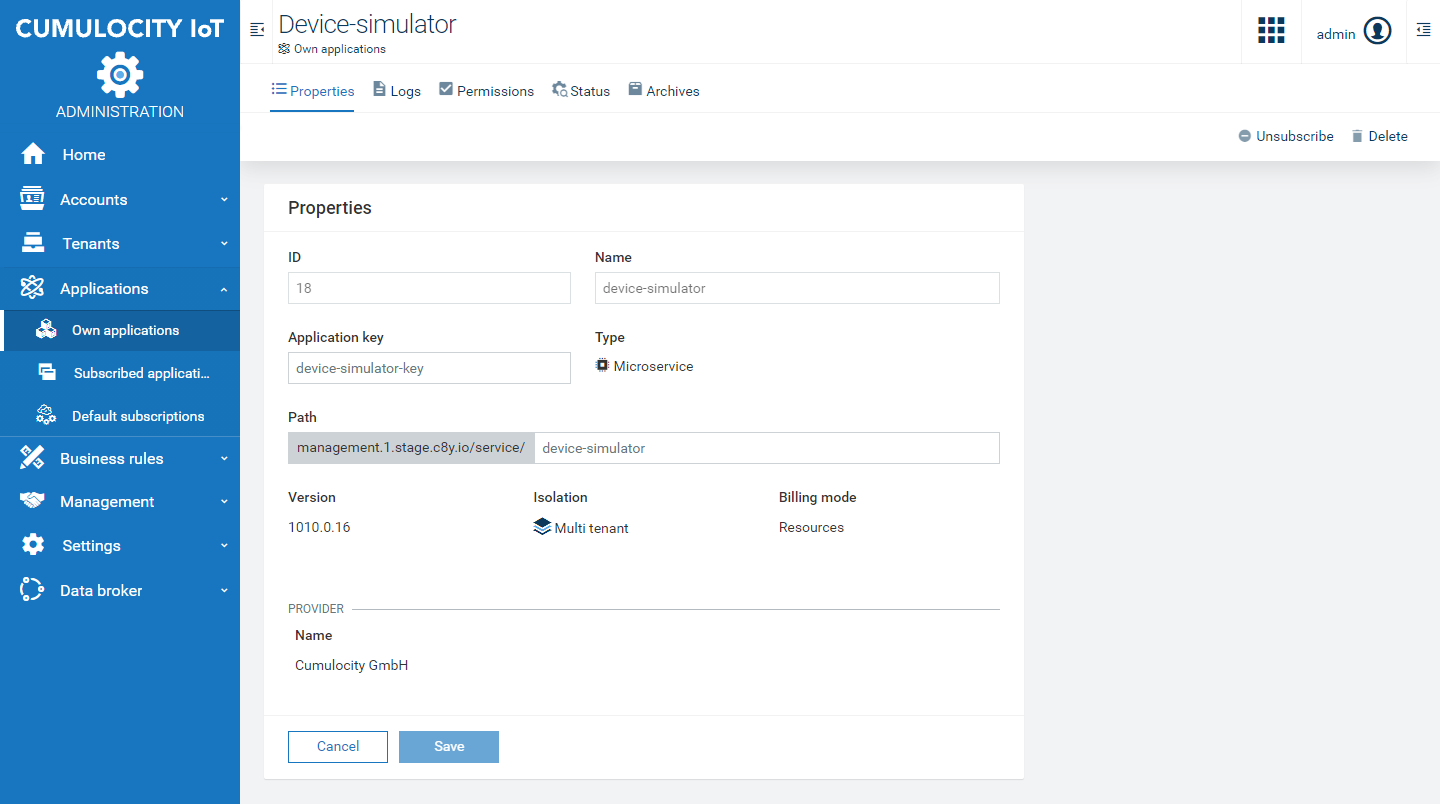 CUMULOCITY IoT
ADMINISTRATION
Home
Accounts
Tenants
Applications
Own applications
Subscribed applicati...
Default subscriptions
Business rules
Management
Settings
Data broker
Device-simulator
Own applications
admin
Properties Logs Permissions Status Archives
Unsubscribe Delete
Properties
ID Name
18 device-simulator
Application key Type
device-simulator-key Microservice
Path
management.1.stage.c8y.io/service/ device-simulator
Version Isolation Billing mode
1010.0.16 Multi tenant Resources
PROVIDER
Name
Cumulocity GmbH
Cancel Save